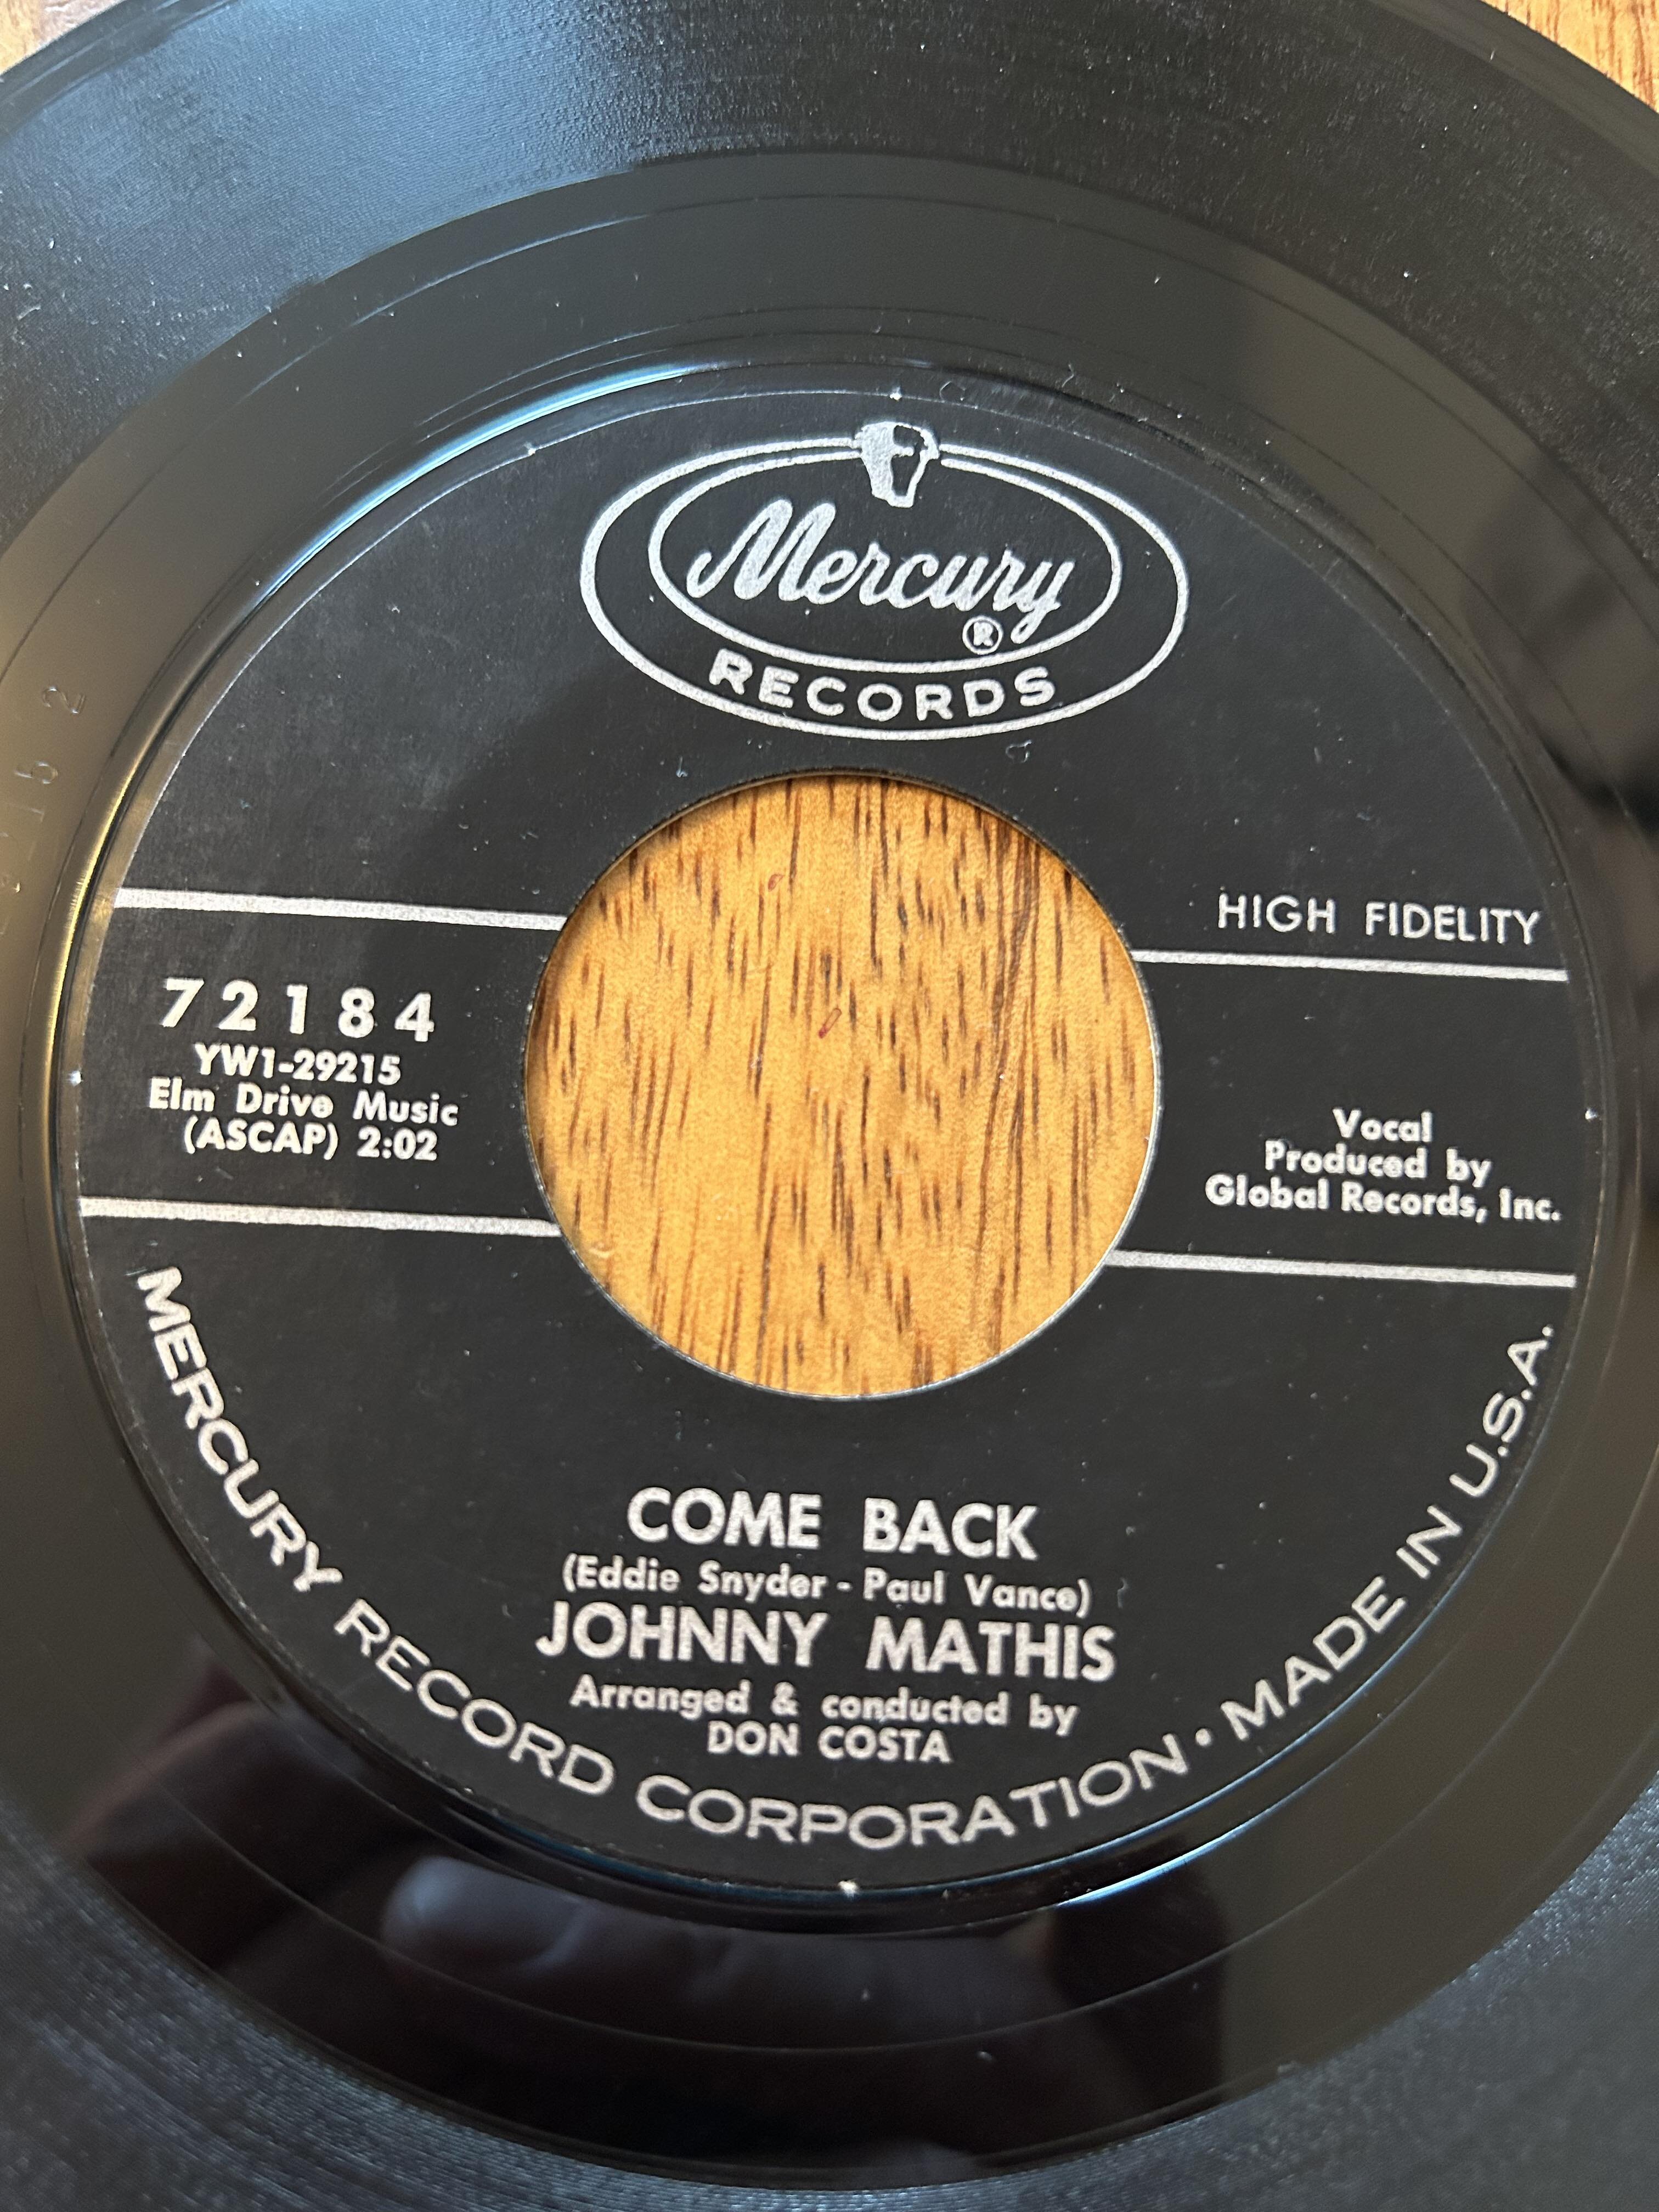 Mercury
®
RECORDS
HIGH FIDELITY
72184
YW1-29215
Elm Drive Music
(ASCAP) 2:02
Vocal
Produced by
Global Records, Inc.
COME BACK
(Eddie Snyder - Paul Vance)
JOHNNY MATHIS
Arranged & conducted by
DON COSTA
MERCURY RECORD CORPORATION • MADE IN U.S.A.